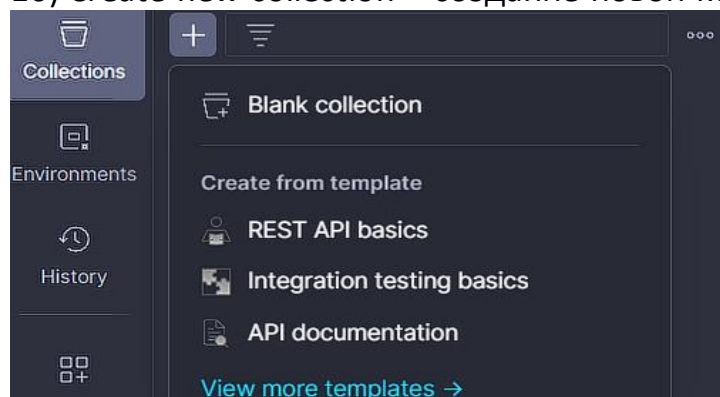 Collections
Blank collection
Environments
Create from template
REST API basics
History
Integration testing basics
API documentation
View more templates →